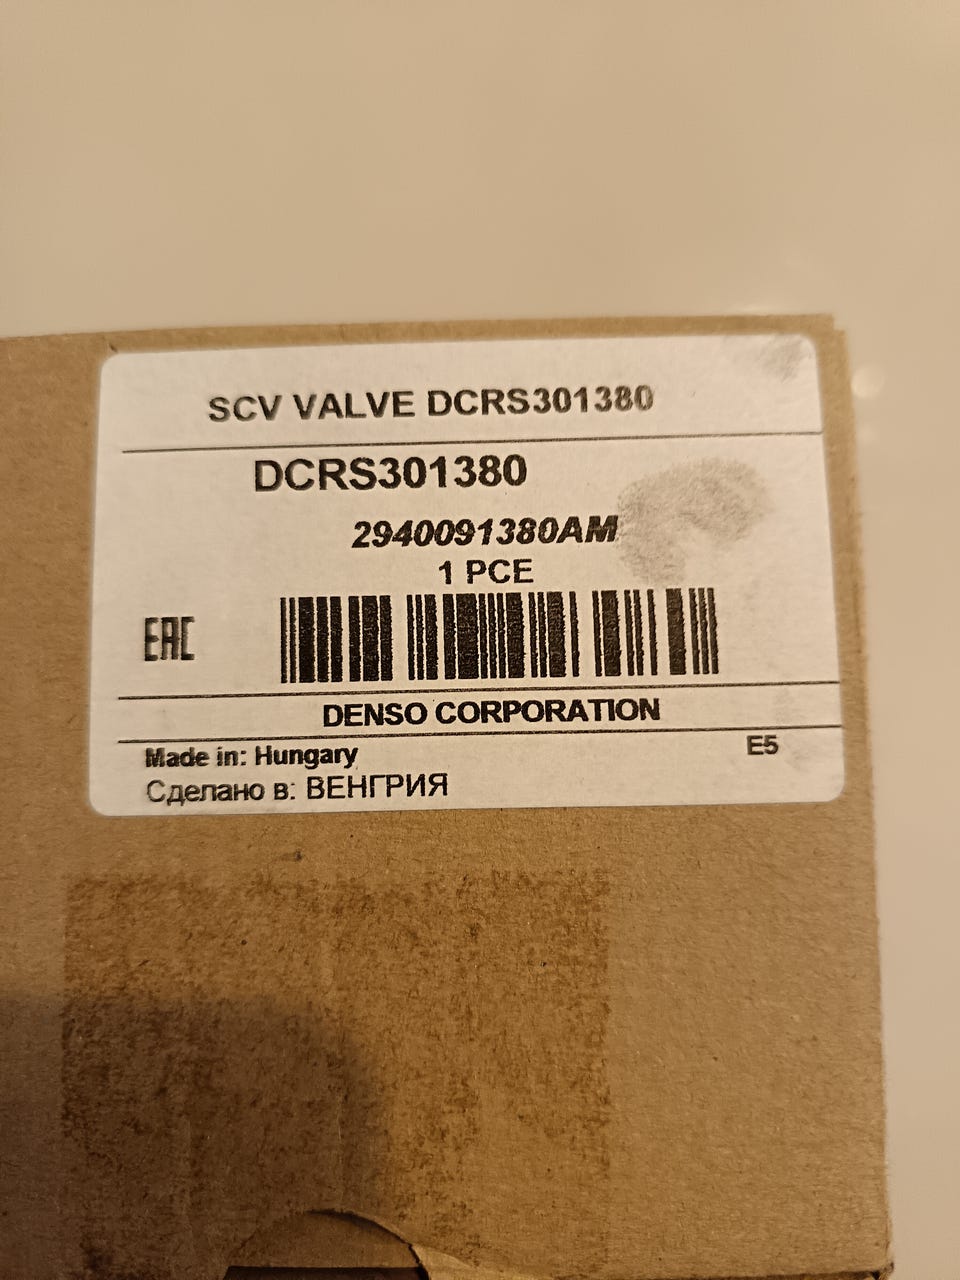 SCV VALVE DCRS301380
DCRS301380
2940091380AM
1 PCE
EAC
DENSO CORPORATION
Made in: Hungary
E5
Сделано в: ВЕНГРИЯ